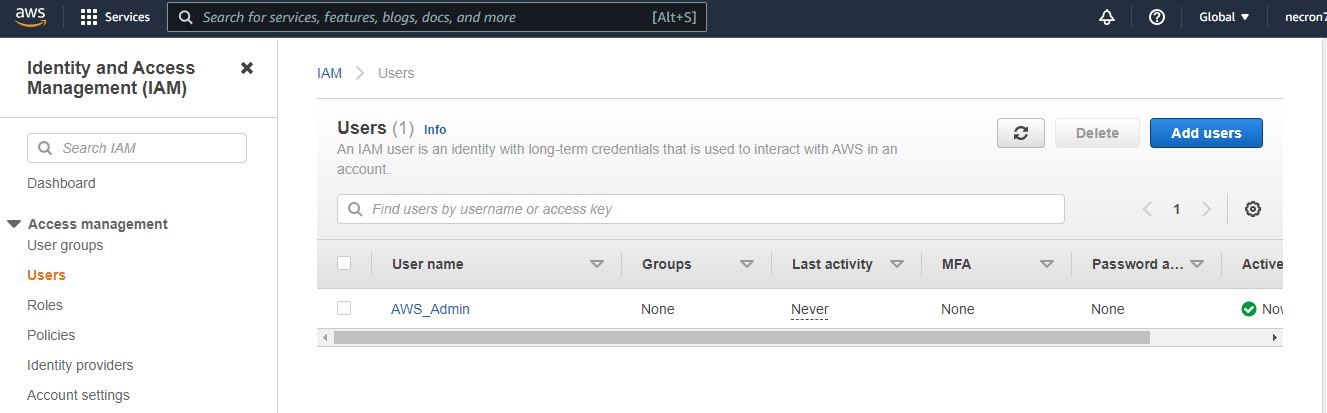 aws Services Search for services, features, blogs, docs, and more [Alt+S] Global necron7
Identity and Access
Management (IAM)
Search IAM
Dashboard
Access management
User groups
Users
Roles
Policies
Identity providers
Account settings
IAM Users
Users (1) Info
Delete Add users
An IAM user is an identity with long-term credentials that is used to interact with AWS in an
account.
Find users by username or access key
1
User name Groups Last activity MFA Password a... Active
AWS_Admin None Never None None